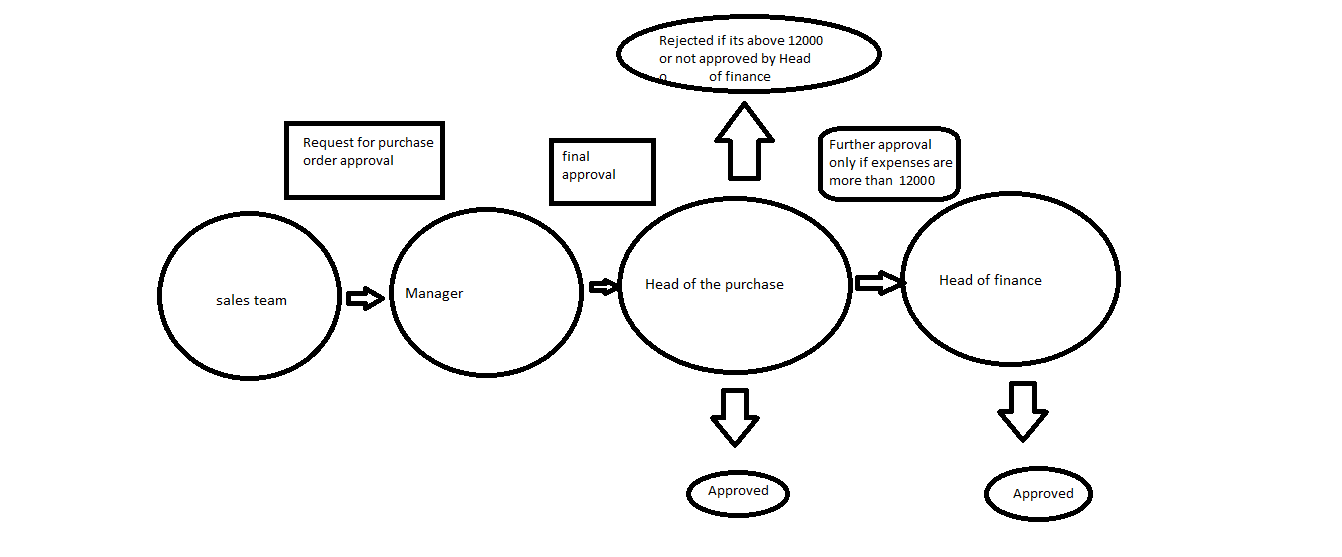 Rejected if its above 12000
or not approved by Head
o of finance
Request for purchase
order approval
final
approval
Further approval
only if expenses are
more than 12000
sales team
Manager
Head of the purchase
Head of finance
Approved
Approved